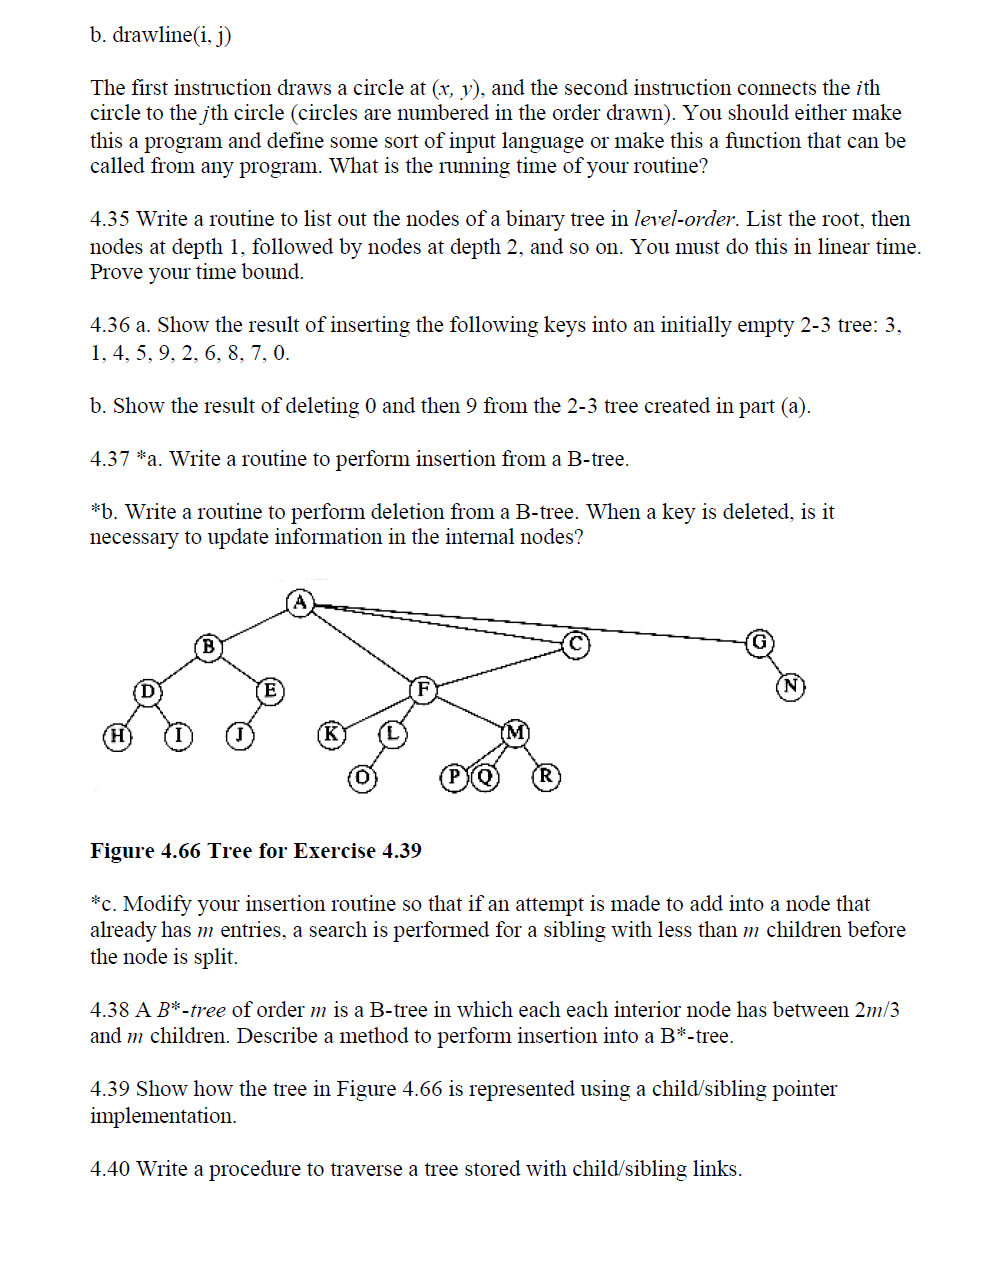 b. drawline(i, j)
The first instruction draws a circle at (x, y), and the second instruction connects the ith
circle to the jth circle (circles are numbered in the order drawn). You should either make
this a program and define some sort of input language or make this a function that can be
called from any program. What is the running time of your routine?
4.35 Write a routine to list out the nodes of a binary tree in level-order. List the root, then
nodes at depth 1, followed by nodes at depth 2, and so on. You must do this in linear time.
Prove your time bound.
4.36 a. Show the result of inserting the following keys into an initially empty 2-3 tree: 3,
1, 4, 5, 9, 2, 6, 8, 7, 0.
b. Show the result of deleting 0 and then 9 from the 2-3 tree created in part (a).
4.37 *a. Write a routine to perform insertion from a B-tree.
*b. Write a routine to perform deletion from a B-tree. When a key is deleted, is it
necessary to update information in the internal nodes?
A
B C G
D E F N
H I J K L M
O P Q R
Figure 4.66 Tree for Exercise 4.39
*c. Modify your insertion routine so that if an attempt is made to add into a node that
already has m entries, a search is performed for a sibling with less than m children before
the node is split.
4.38 A B*-tree of order m is a B-tree in which each each interior node has between 2m/3
and m children. Describe a method to perform insertion into a B*-tree.
4.39 Show how the tree in Figure 4.66 is represented using a child/sibling pointer
implementation.
4.40 Write a procedure to traverse a tree stored with child/sibling links.